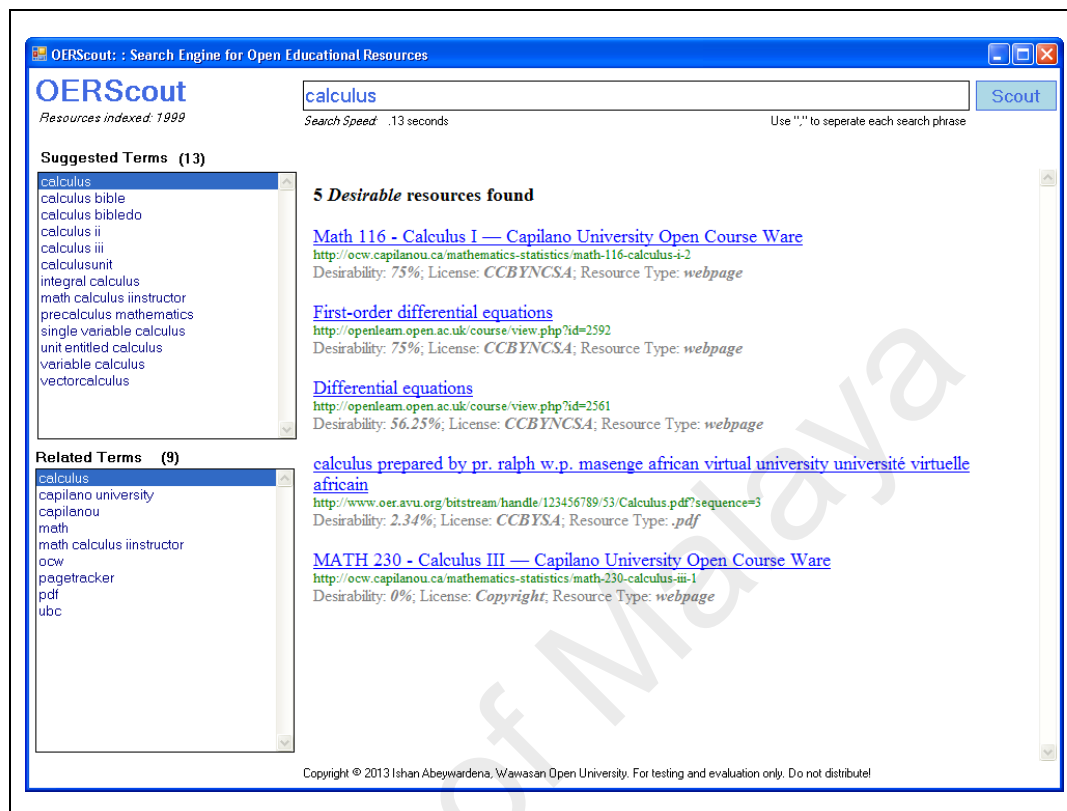 OERScout: : Search Engine for Open Educational Resources
OERScout
Resources indexed: 1999
calculus
Scout
Search Speed: .13 seconds
Use "," to seperate each search phrase
Suggested Terms (13)
calculus
calculus bible
calculus bibledo
calculus ii
calculus iii
calculusunit
integral calculus
math calculus iinstructor
precalculus mathematics
single variable calculus
unit entitled calculus
variable calculus
vectorcalculus
Related Terms (9)
calculus
capilano university
capilanou
math
math calculus iinstructor
ocw
pagetracker
pdf
ubc
5 Desirable resources found
Math 116 - Calculus I — Capilano University Open Course Ware
http://ocw.capilanou.ca/mathematics-statistics/math-116-calculus-i-2
Desirability: 75%; License: CCBYNCSA; Resource Type: webpage
First-order differential equations
http://openlearn.open.ac.uk/course/view.php?id=2592
Desirability: 75%; License: CCBYNCSA; Resource Type: webpage
Differential equations
http://openlearn.open.ac.uk/course/view.php?id=2561
Desirability: 56.25%; License: CCBYNCSA; Resource Type: webpage
calculus prepared by pr. ralph w.p. masenge african virtual university université virtuelle
africain
http://www.oer.avu.org/bitstream/handle/123456789/53/Calculus.pdf?sequence=3
Desirability: 2.34%; License: CCBYSA; Resource Type: .pdf
MATH 230 - Calculus III — Capilano University Open Course Ware
http://ocw.capilanou.ca/mathematics-statistics/math-230-calculus-iii-1
Desirability: 0%; License: Copyright; Resource Type: webpage
Copyright © 2013 Ishan Abeywardena, Wawasan Open University. For testing and evaluation only. Do not distribute!
of Malaya